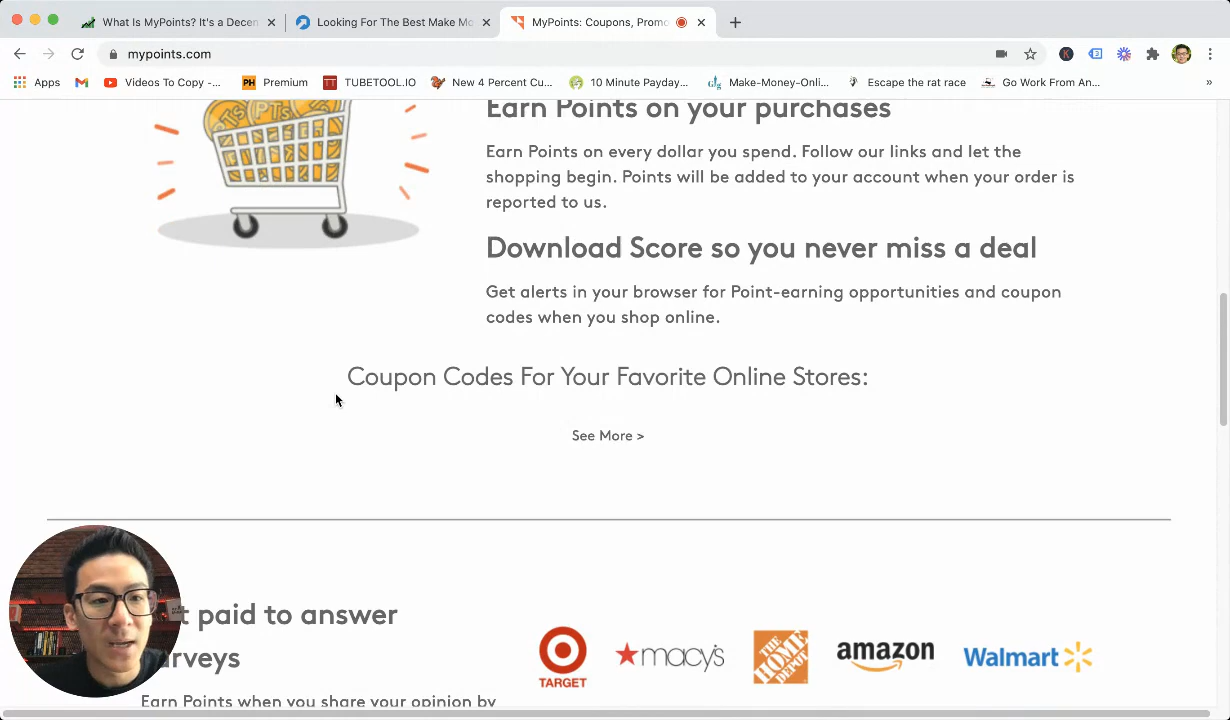 What Is MyPoints? It's a Decen
Looking For The Best Make Mo
MyPoints: Coupons, Promo
mypoints.com
Apps
Videos To Copy -...
PH Premium
TUBETOOL.IO
New 4 Percent Cu...
10 Minute Payday...
Make-Money-Onli...
Escape the rat race
Go Work From An...
»
Earn Points on your purchases
Earn Points on every dollar you spend. Follow our links and let the
shopping begin. Points will be added to your account when your order is
reported to us.
Download Score so you never miss a deal
Get alerts in your browser for Point-earning opportunities and coupon
codes when you shop online.
Coupon Codes For Your Favorite Online Stores:
See More >
t paid to answer
urveys
Earn Points when you share your opinion by
TARGET
macy's
THE HOME DEPOT
amazon
Walmart